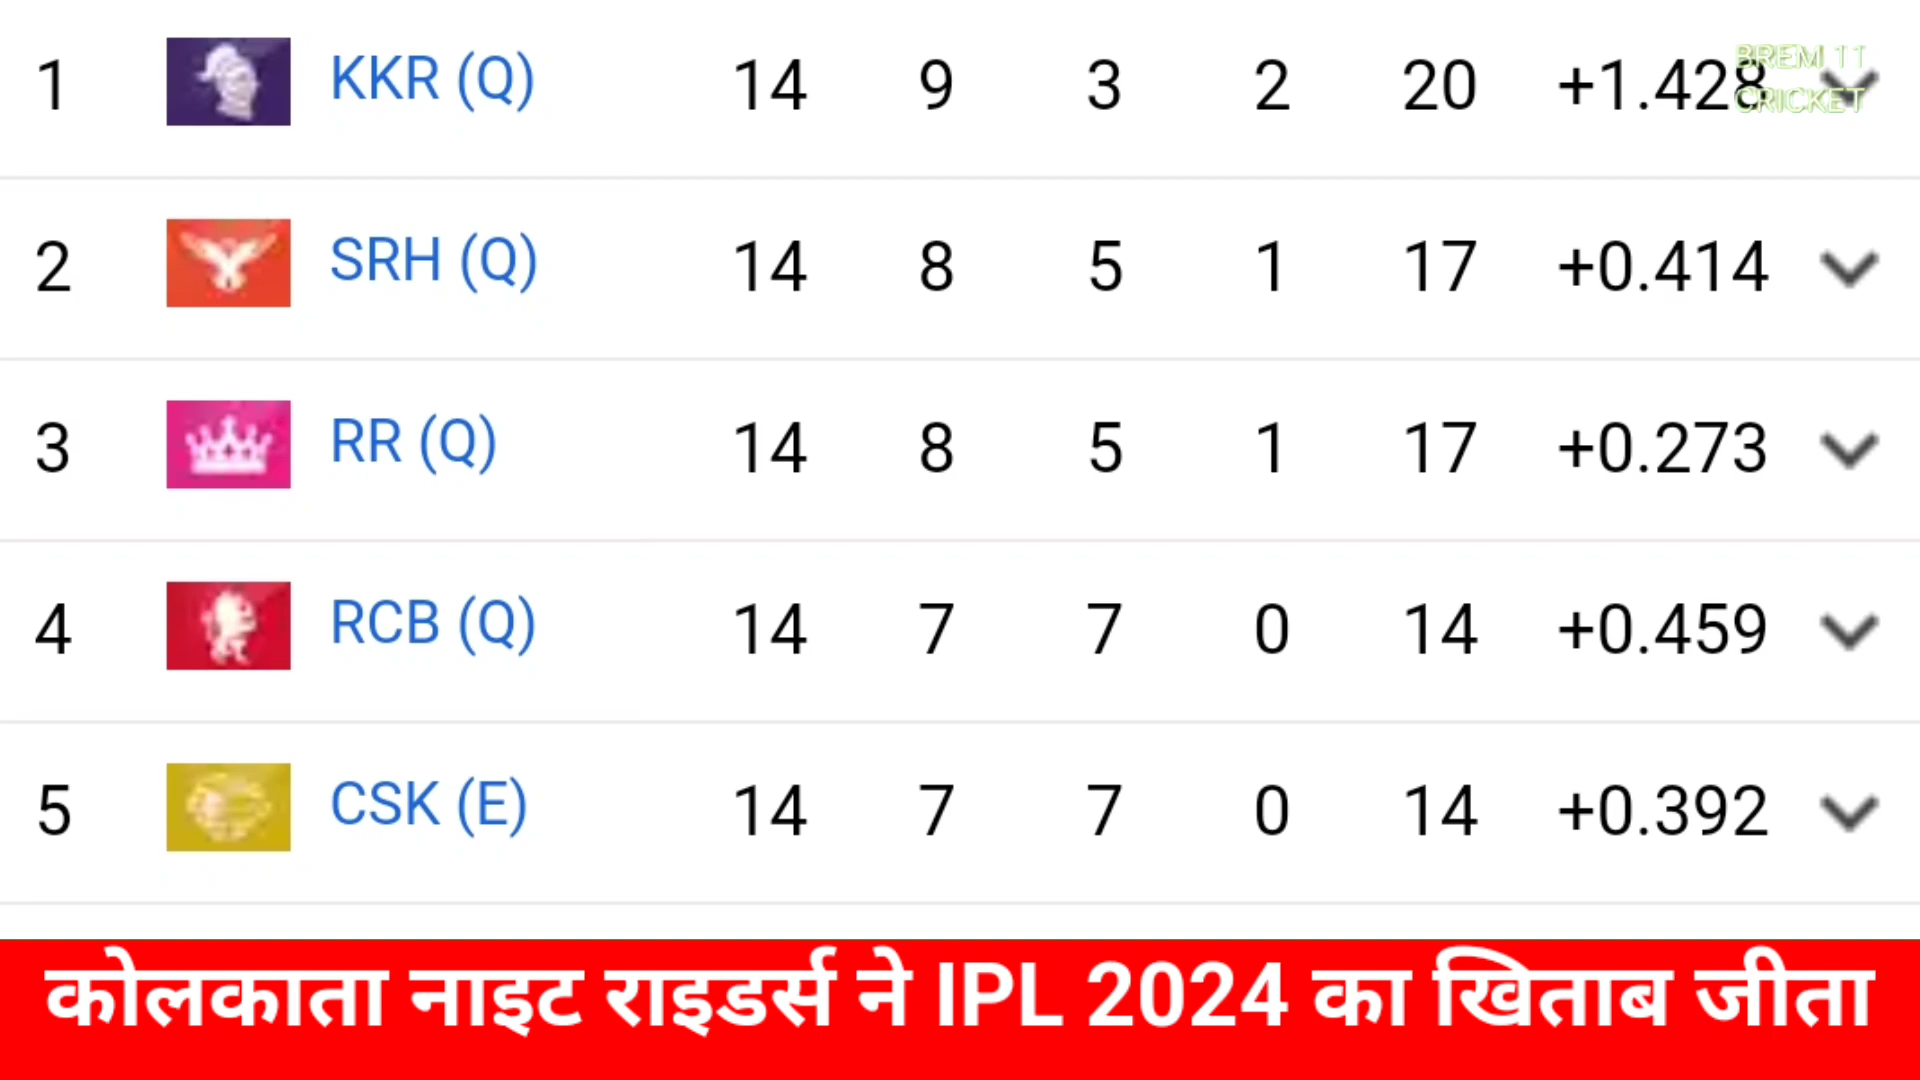 1 KKR (Q) 14 9 3 2 20 +1.428
BREM 11
CRICKET
2 SRH (Q) 14 8 5 1 17 +0.414
3 RR (Q) 14 8 5 1 17 +0.273
4 RCB (Q) 14 7 7 0 14 +0.459
5 CSK (E) 14 7 7 0 14 +0.392
कोलकाता नाइट राइडर्स ने IPL 2024 का खिताब जीता